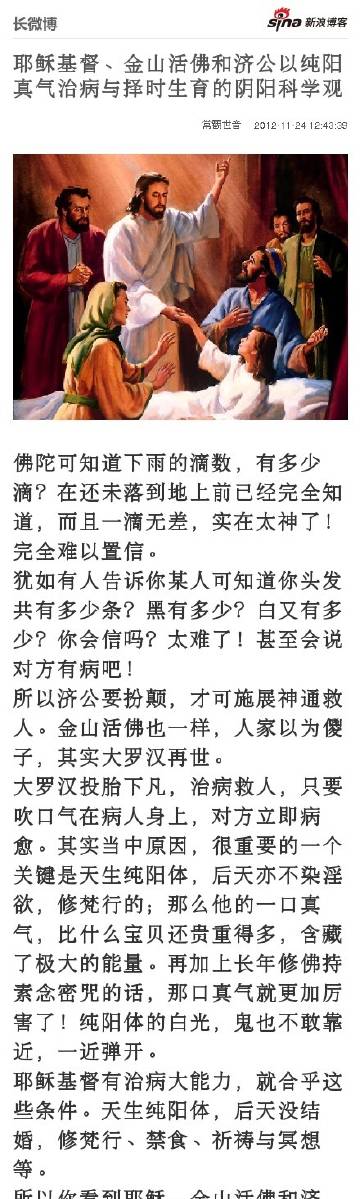 长微博
sina 新浪博客
耶稣基督、金山活佛和济公以纯阳
真气治病与择时生育的阴阳科学观
常霸世音 2012-11-24 12:43:39
佛陀可知道下雨的滴数，有多少
滴？在还未落到地上前已经完全知
道，而且一滴无差，实在太神了！
完全难以置信。
犹如有人告诉你某人可知道你头发
共有多少条？黑有多少？白又有多
少？你会信吗？太难了！甚至会说
对方有病吧！
所以济公要扮颠，才可施展神通救
人。金山活佛也一样，人家以为傻
子，其实大罗汉再世。
大罗汉投胎下凡，治病救人，只要
吹口气在病人身上，对方立即病
愈。其实当中原因，很重要的一个
关键是天生纯阳体，后天亦不染淫
欲，修梵行的；那么他的一口真
气，比什么宝贝还贵重得多，含藏
了极大的能量。再加上长年修佛持
素念密咒的话，那口真气就更加厉
害了！纯阳体的白光，鬼也不敢靠
近，一近弹开。
耶稣基督有治病大能力，就合乎这
些条件。天生纯阳体，后天没结
婚，修梵行、禁食、祈祷与冥想
等。
所以你看到耶稣、金山活佛和济